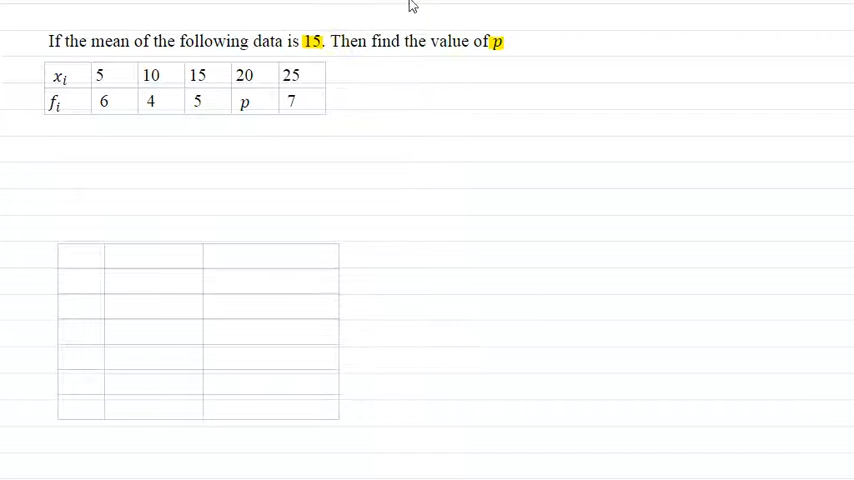 If the mean of the following data is 15. Then find the value of p
xᵢ 5 10 15 20 25
fᵢ 6 4 5 p 7